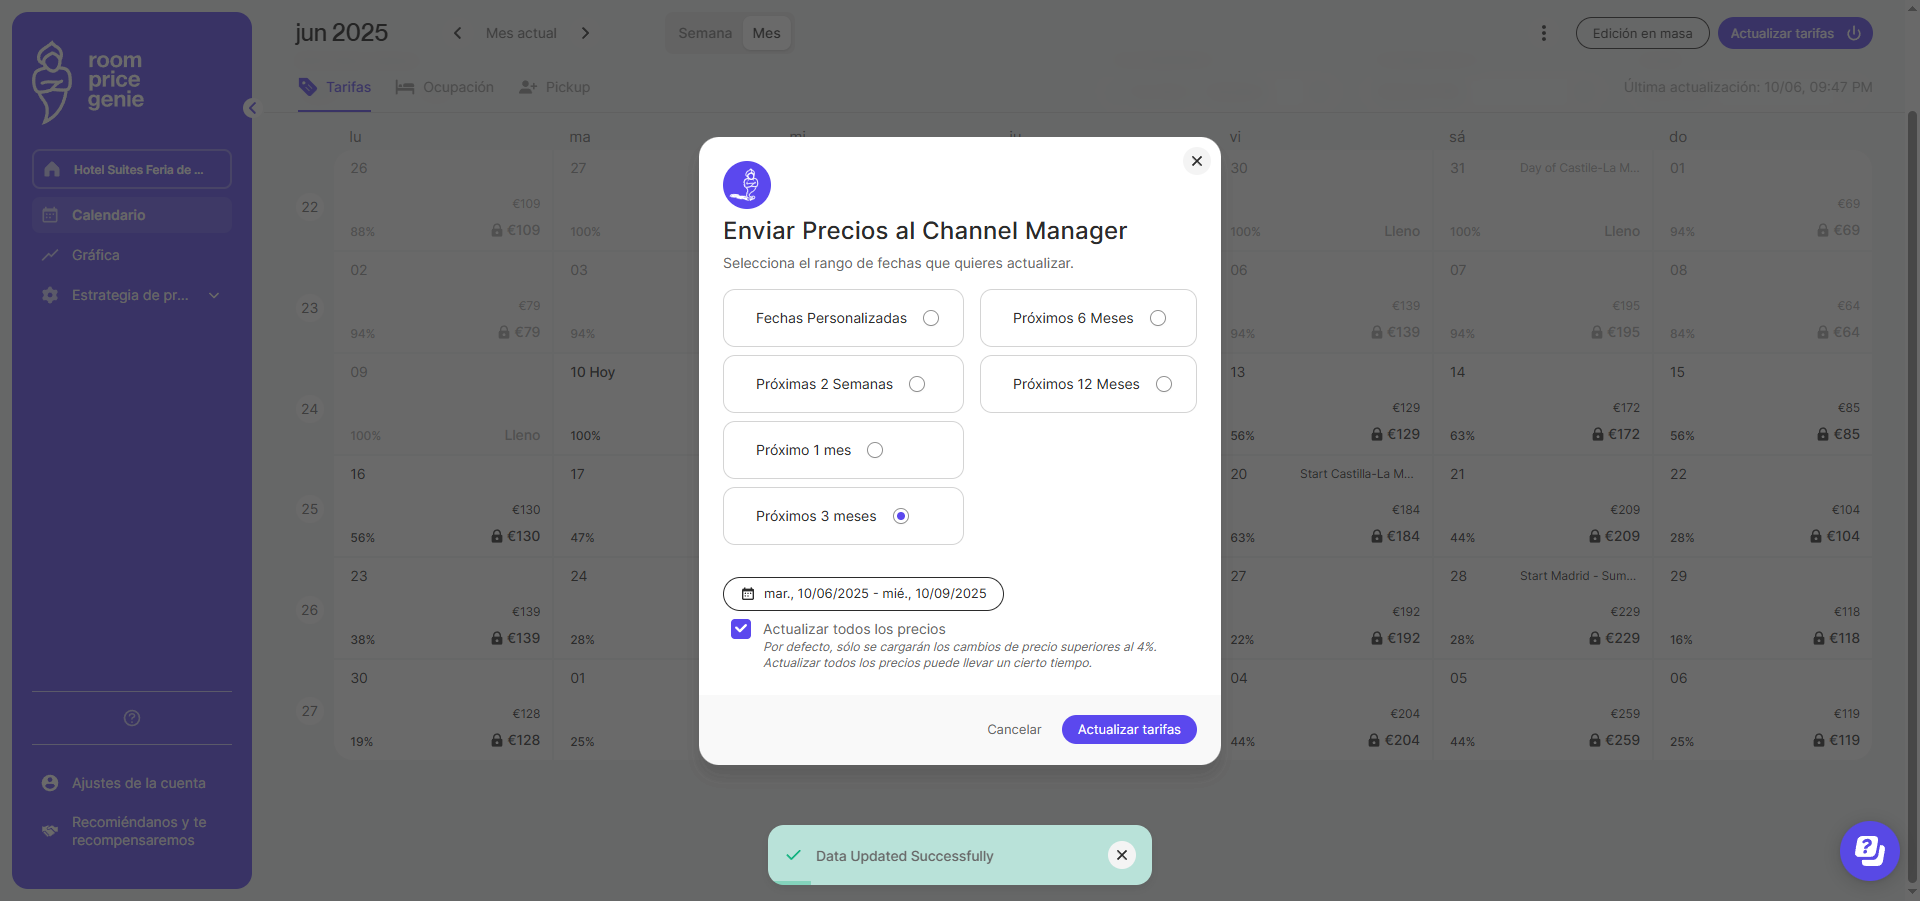 room
price
genie
Hotel Suites Feria de ...
Calendario
Gráfica
Estrategia de pr...
Ajustes de la cuenta
Recomiéndanos y te
recompensaremos
jun 2025
Mes actual
Semana
Mes
Edición en masa
Actualizar tarifas
Tarifas
Ocupación
Pickup
Última actualización: 10/06, 09:47 PM
lu
ma
mi
ju
vi
sá
do
22
26
€109
88%
€109
27
100%
30
100%
Lleno
31
Day of Castile-La M...
100%
Lleno
01
€69
94%
€69
23
02
€79
94%
€79
03
94%
06
€139
94%
€139
07
€195
94%
€195
08
€64
84%
€64
24
09
100%
Lleno
10 Hoy
100%
13
€129
56%
€129
14
€172
63%
€172
15
€85
56%
€85
25
16
€130
56%
€130
17
47%
20
Start Castilla-La M...
€184
63%
€184
21
€209
44%
€209
22
€104
28%
€104
26
23
€139
38%
€139
24
28%
27
€192
22%
€192
28
Start Madrid - Sum...
€229
28%
€229
29
€118
16%
€118
27
30
€128
19%
€128
01
25%
04
€204
44%
€204
05
€259
44%
€259
06
€119
25%
€119
Enviar Precios al Channel Manager
Selecciona el rango de fechas que quieres actualizar.
Fechas Personalizadas
Próximos 6 Meses
Próximas 2 Semanas
Próximos 12 Meses
Próximo 1 mes
Próximos 3 meses
mar., 10/06/2025 - mié., 10/09/2025
Actualizar todos los precios
Por defecto, sólo se cargarán los cambios de precio superiores al 4%.
Actualizar todos los precios puede llevar un cierto tiempo.
Cancelar
Actualizar tarifas
Data Updated Successfully